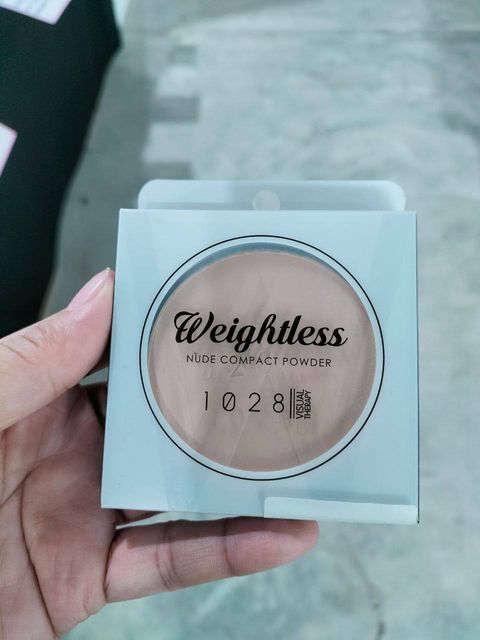 Weightless
NUDE COMPACT POWDER
1028
VISUAL
THERAPY